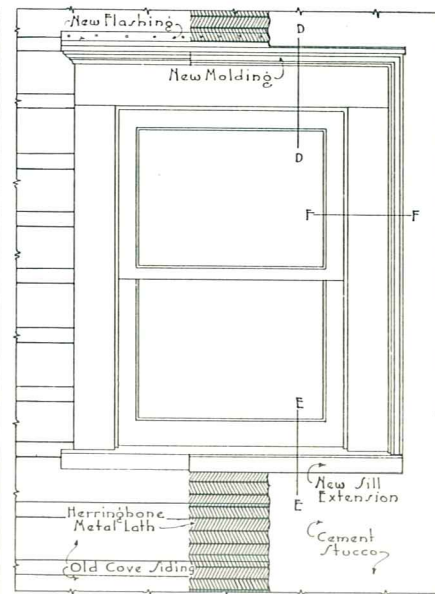 New Flashing
D
New Molding
D
F
F
E
New Sill
Extension
E
Herringbone
Metal Lath
Cement
Stucco
Old Cove Siding